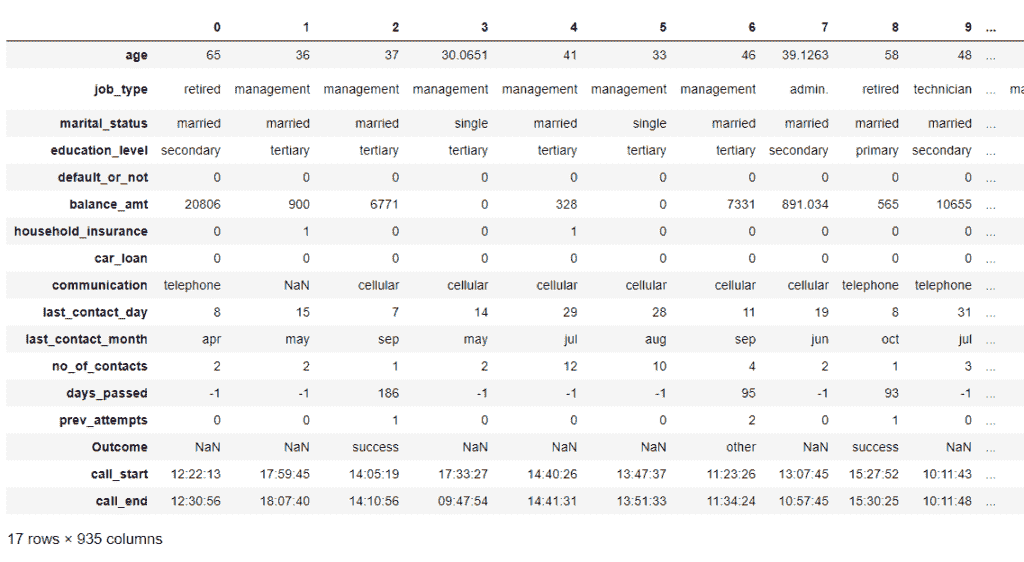 0 1 2 3 4 5 6 7 8 9 ...
age 65 36 37 30.0651 41 33 46 39.1263 58 48 ...
job_type retired management management management management management management admin. retired technician ... ma
marital_status married married married single married single married married married married ...
education_level secondary tertiary tertiary tertiary tertiary tertiary tertiary secondary primary secondary ...
default_or_not 0 0 0 0 0 0 0 0 0 0 ...
balance_amt 20806 900 6771 0 328 0 7331 891.034 565 10655 ...
household_insurance 0 1 0 0 1 0 0 0 0 0 ...
car_loan 0 0 0 0 0 0 0 0 0 0 ...
communication telephone NaN cellular cellular cellular cellular cellular cellular telephone telephone ...
last_contact_day 8 15 7 14 29 28 11 19 8 31 ...
last_contact_month apr may sep may jul aug sep jun oct jul ...
no_of_contacts 2 2 1 2 12 10 4 2 1 3 ...
days_passed -1 -1 186 -1 -1 -1 95 -1 93 -1 ...
prev_attempts 0 0 1 0 0 0 2 0 1 0 ...
Outcome NaN NaN success NaN NaN NaN other NaN success NaN ...
call_start 12:22:13 17:59:45 14:05:19 17:33:27 14:40:26 13:47:37 11:23:26 13:07:45 15:27:52 10:11:43 ...
call_end 12:30:56 18:07:40 14:10:56 09:47:54 14:41:31 13:51:33 11:34:24 10:57:45 15:30:25 10:11:48 ...
17 rows × 935 columns